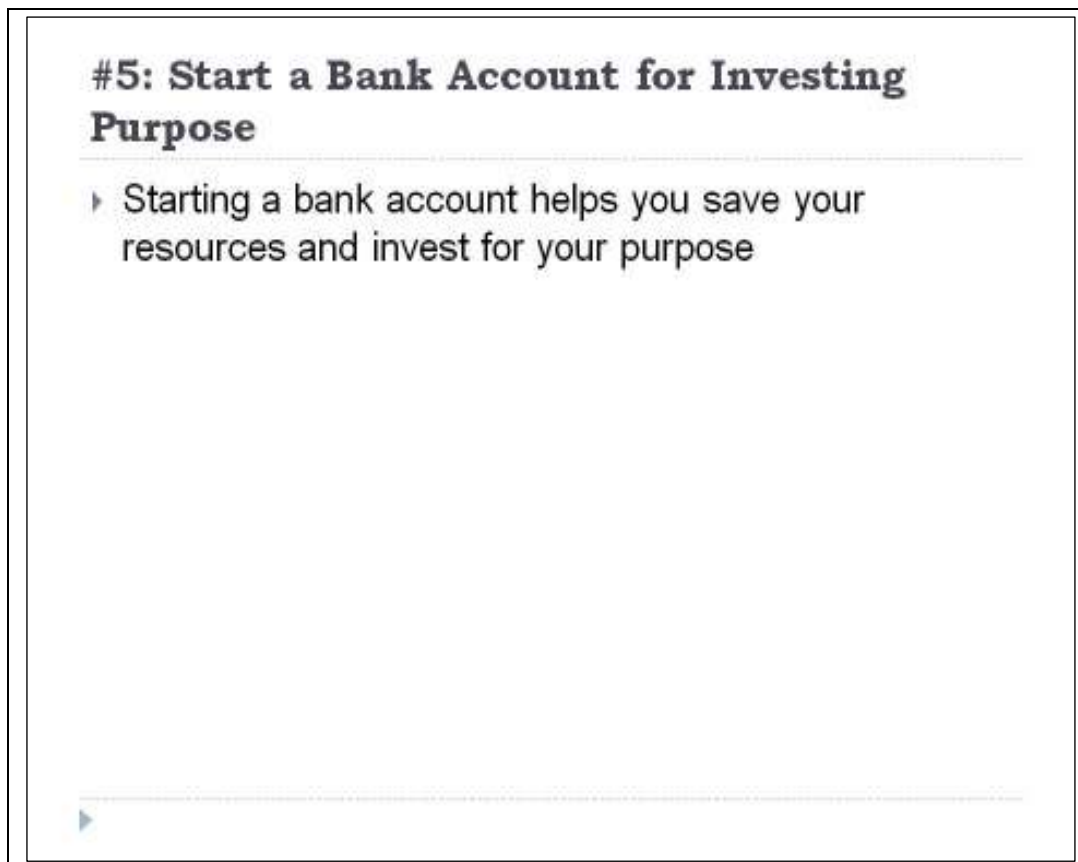 #5: Start a Bank Account for Investing
Purpose
Starting a bank account helps you save your
resources and invest for your purpose